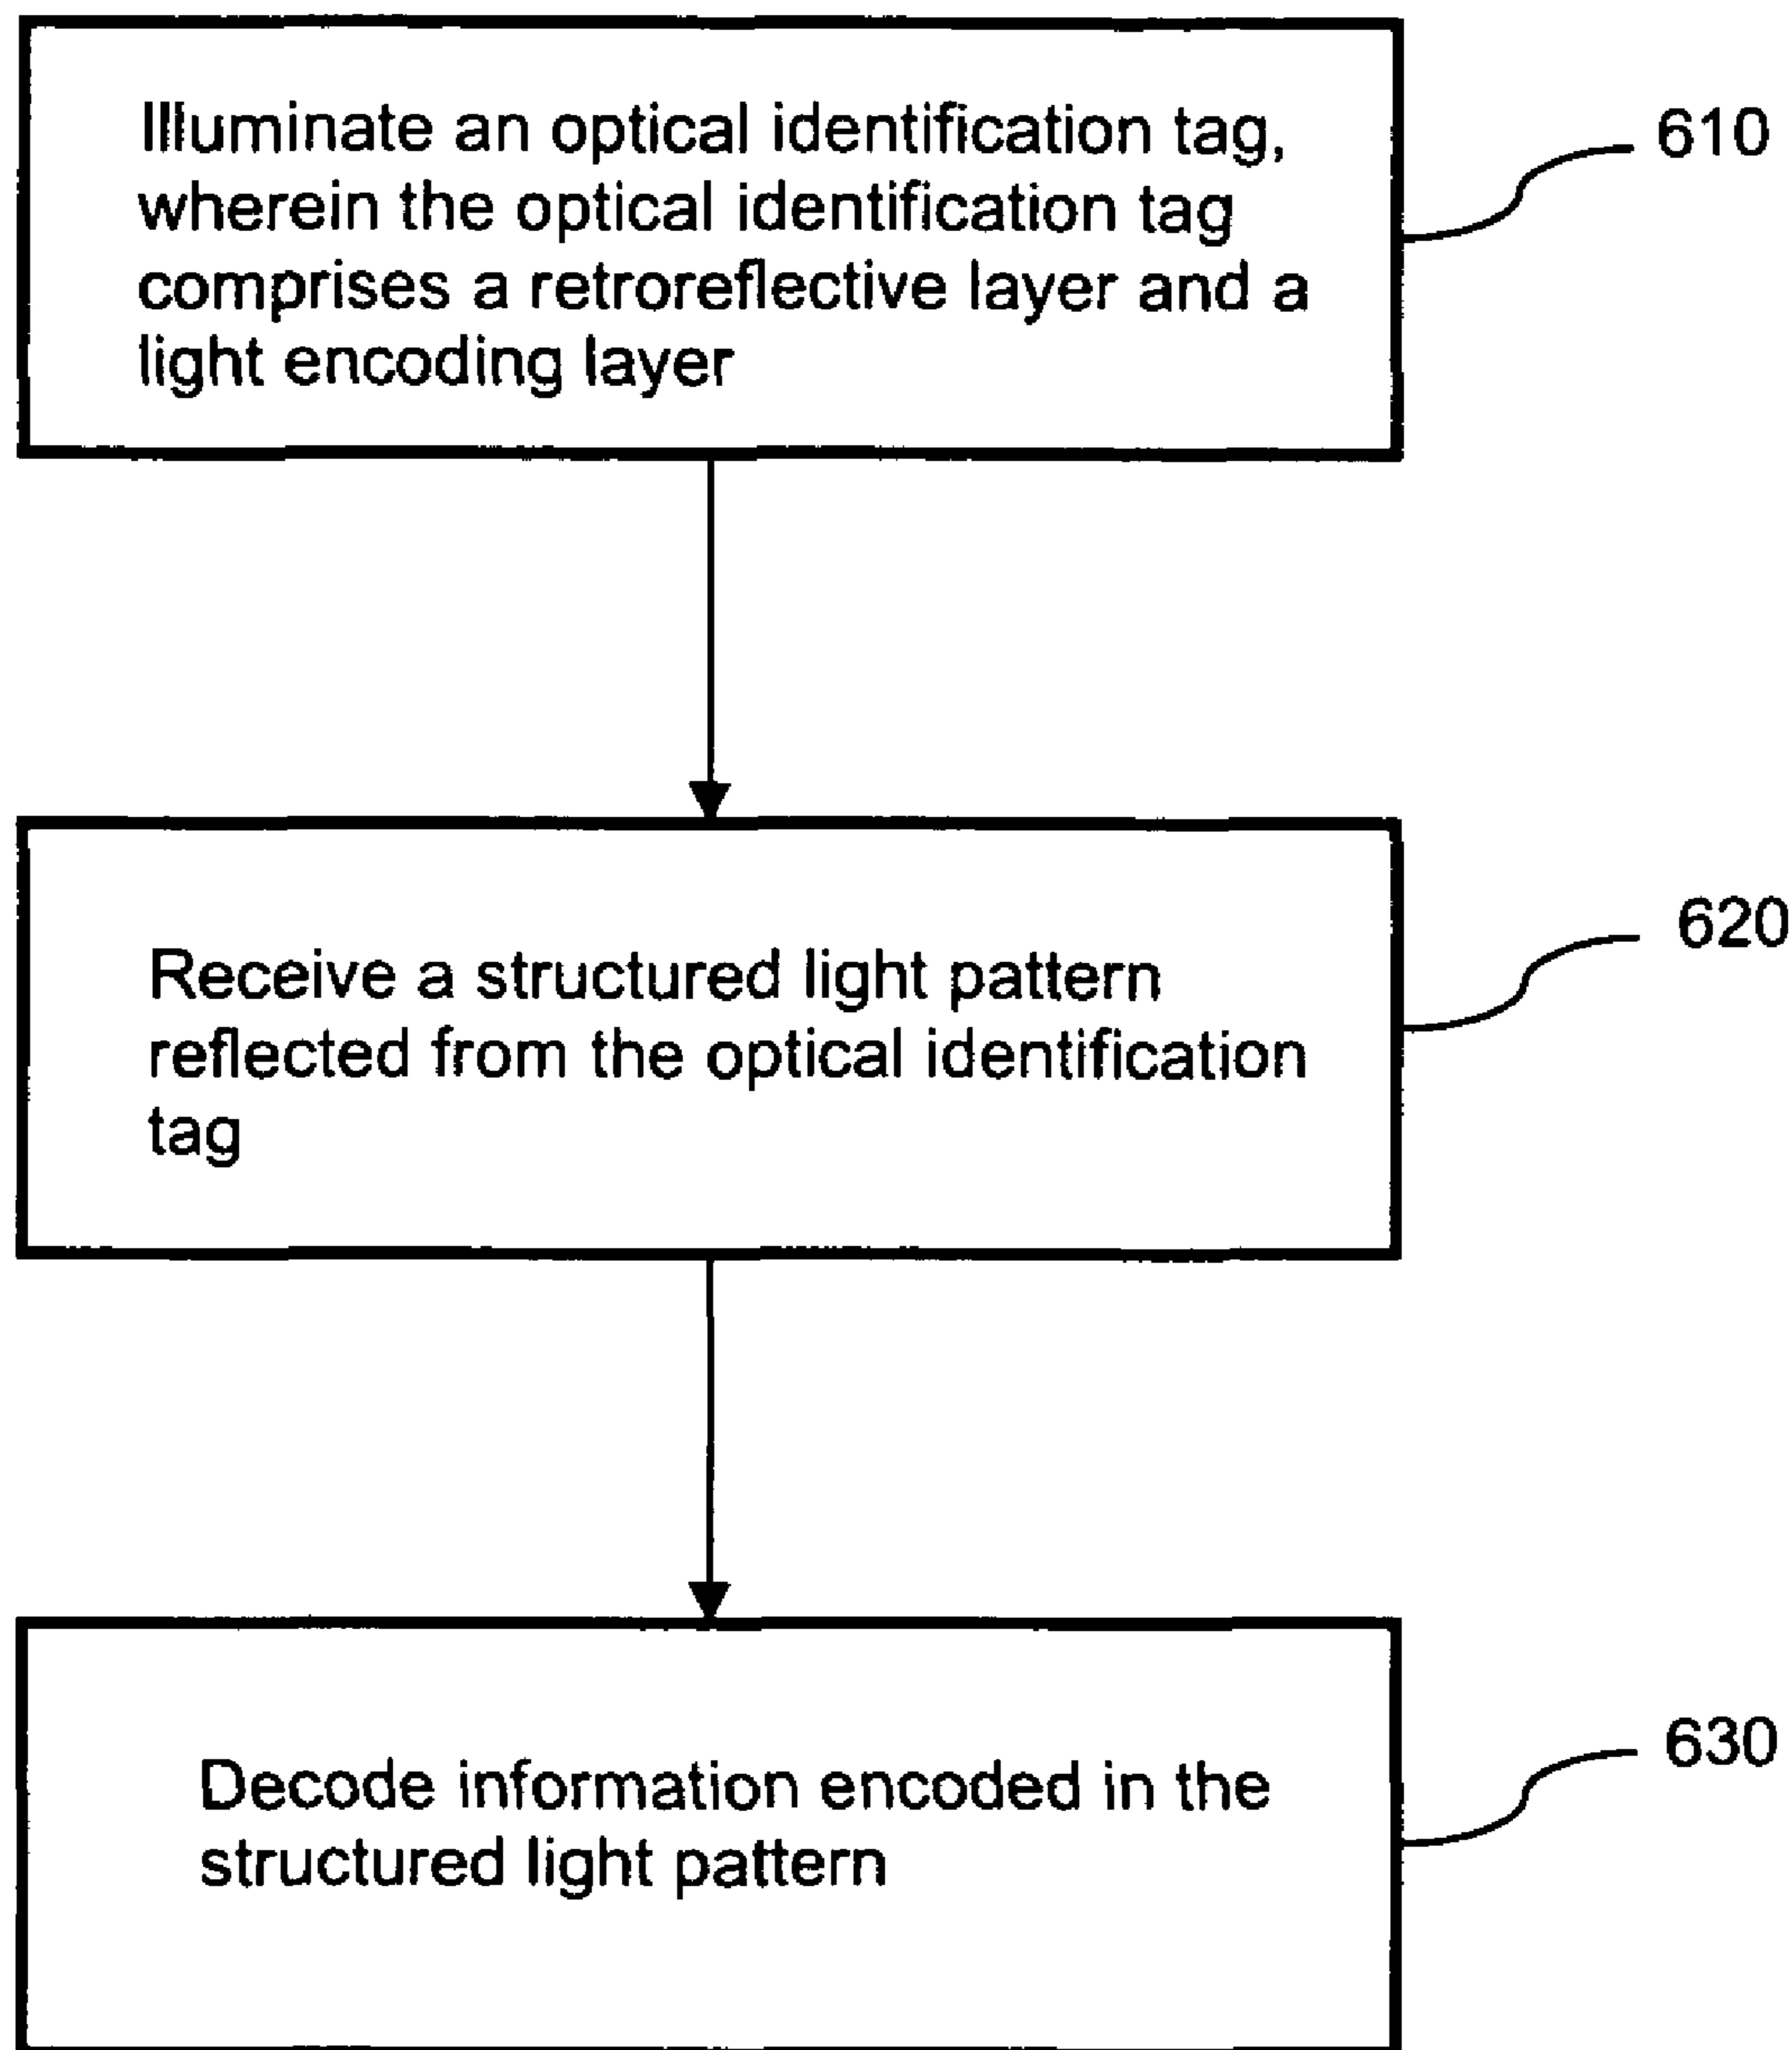 Illuminate an optical identification tag,
wherein the optical identification tag
comprises a retroreflective layer and a
light encoding layer
610
Receive a structured light pattern
reflected from the optical identification
tag
620
Decode information encoded in the
structured light pattern
630